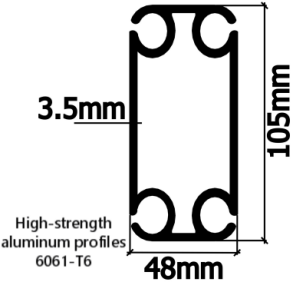 3.5mm
105mm
High-strength
aluminum profiles
6061-T6
48mm